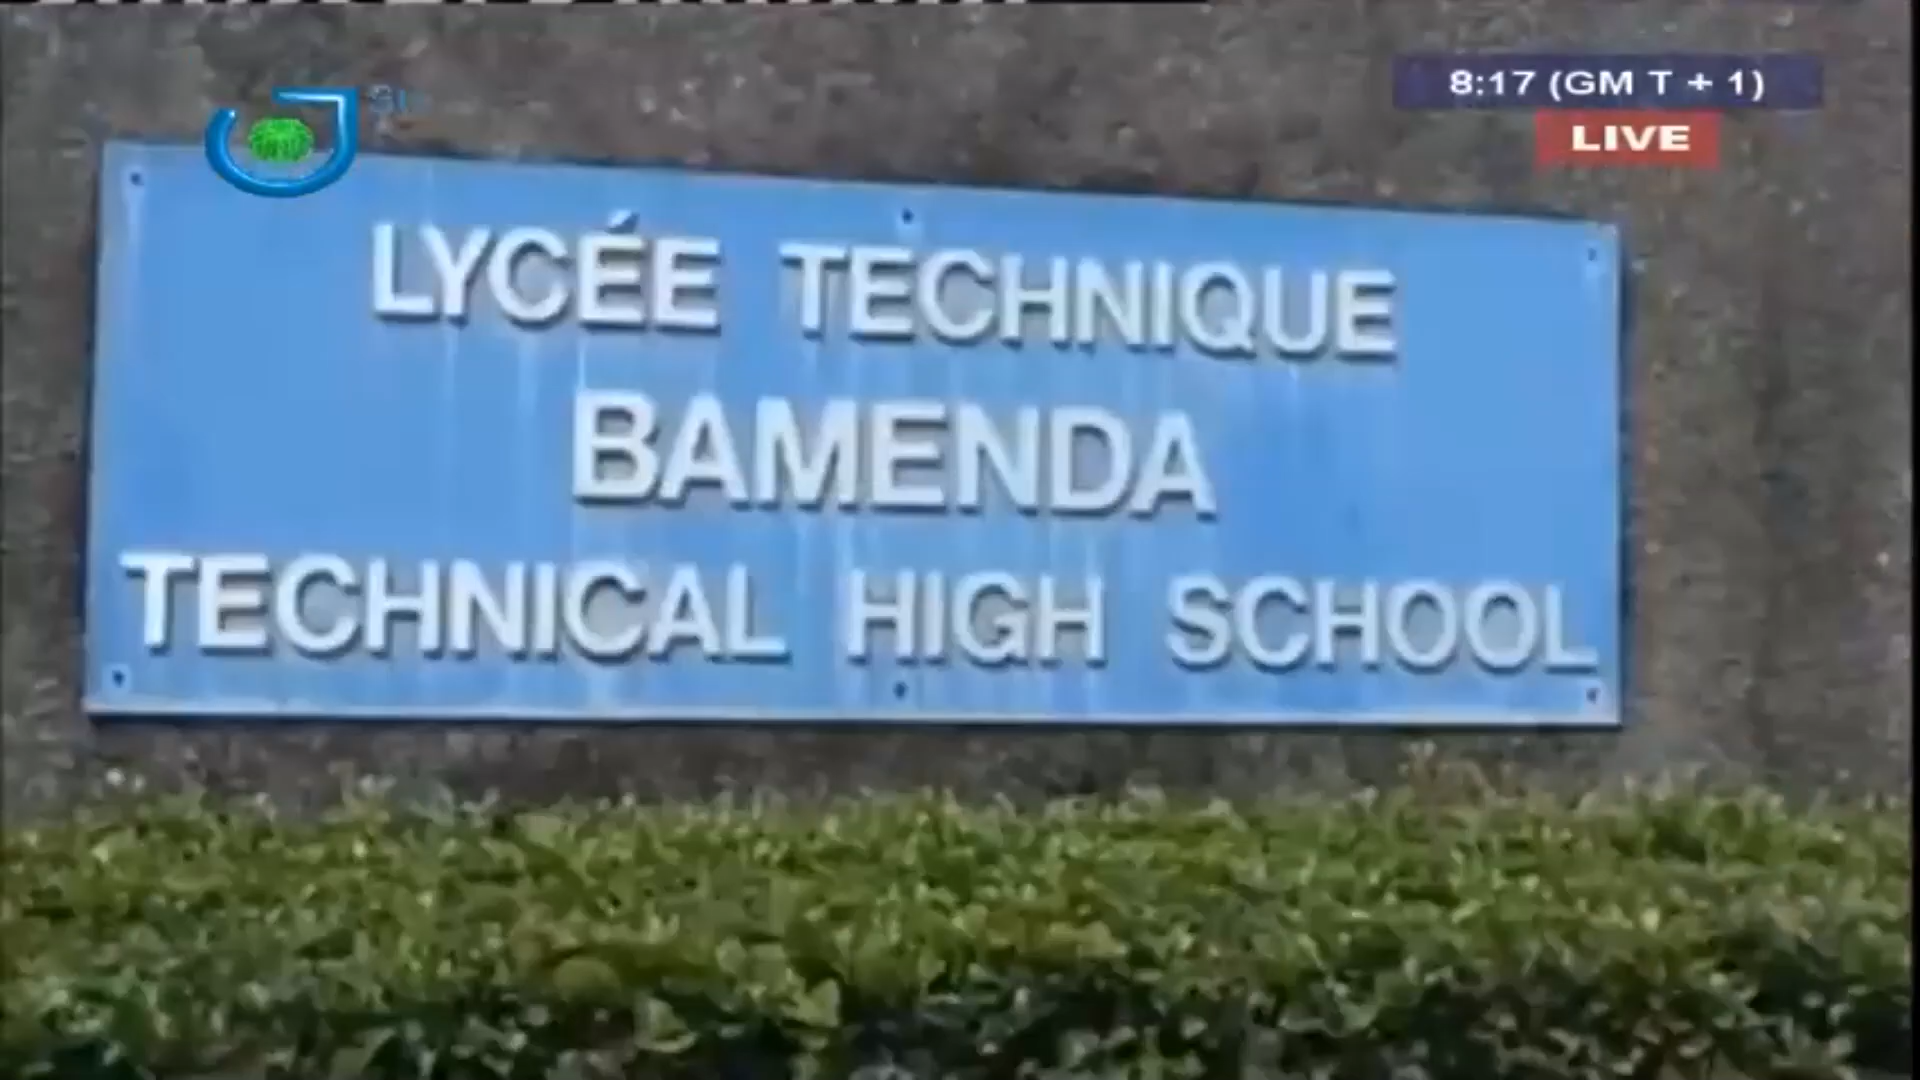 8:17 (GM T + 1)
LIVE
LYCÉE TECHNIQUE
BAMENDA
TECHNICAL HIGH SCHOOL